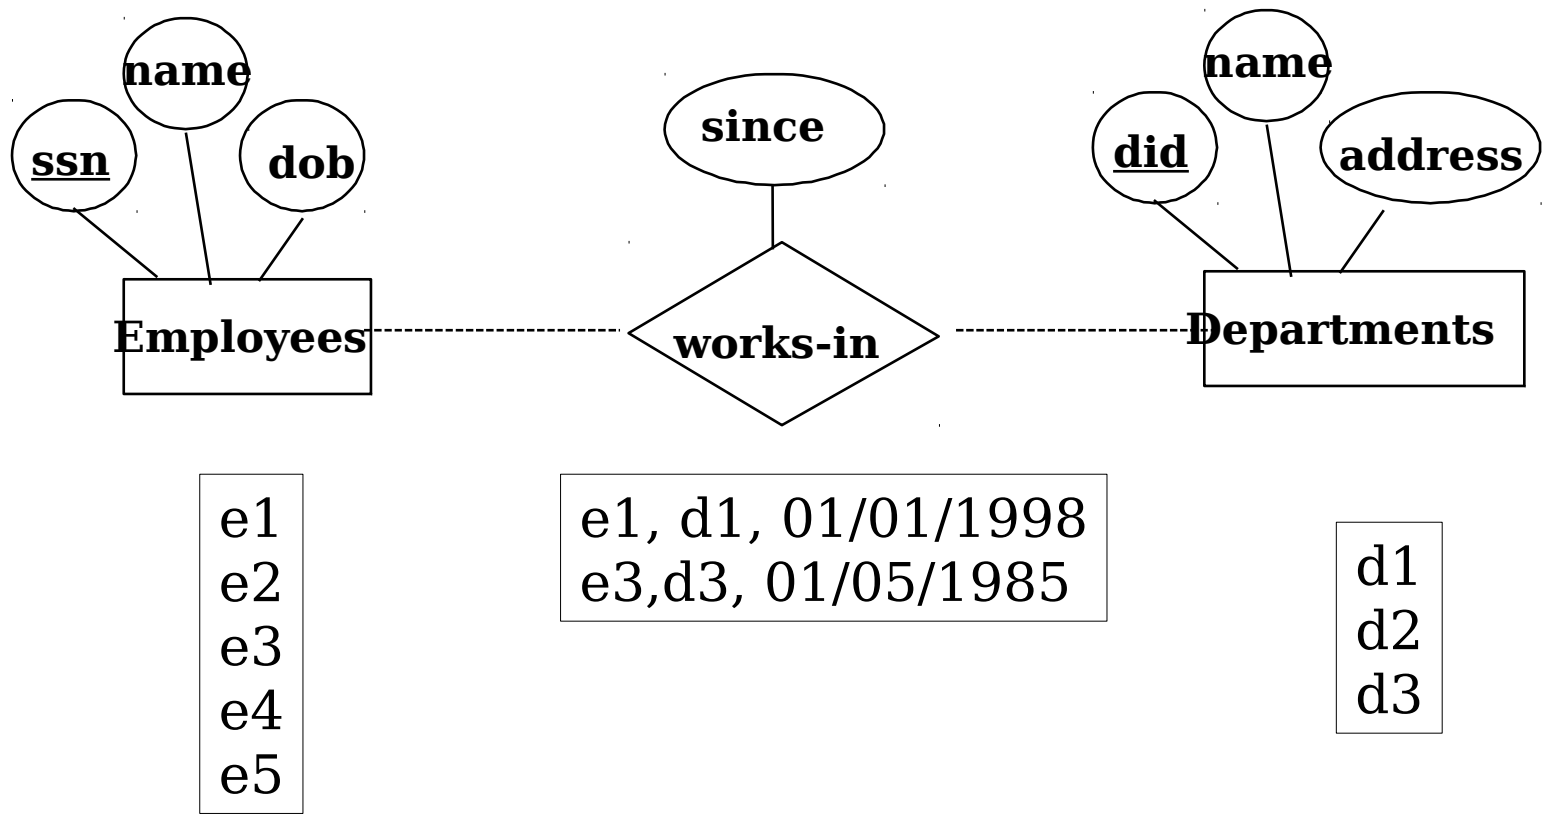 name
ssn
dob
since
name
did
address
Employees
works-in
Departments
e1
e2
e3
e4
e5
e1, d1, 01/01/1998
e3,d3, 01/05/1985
d1
d2
d3